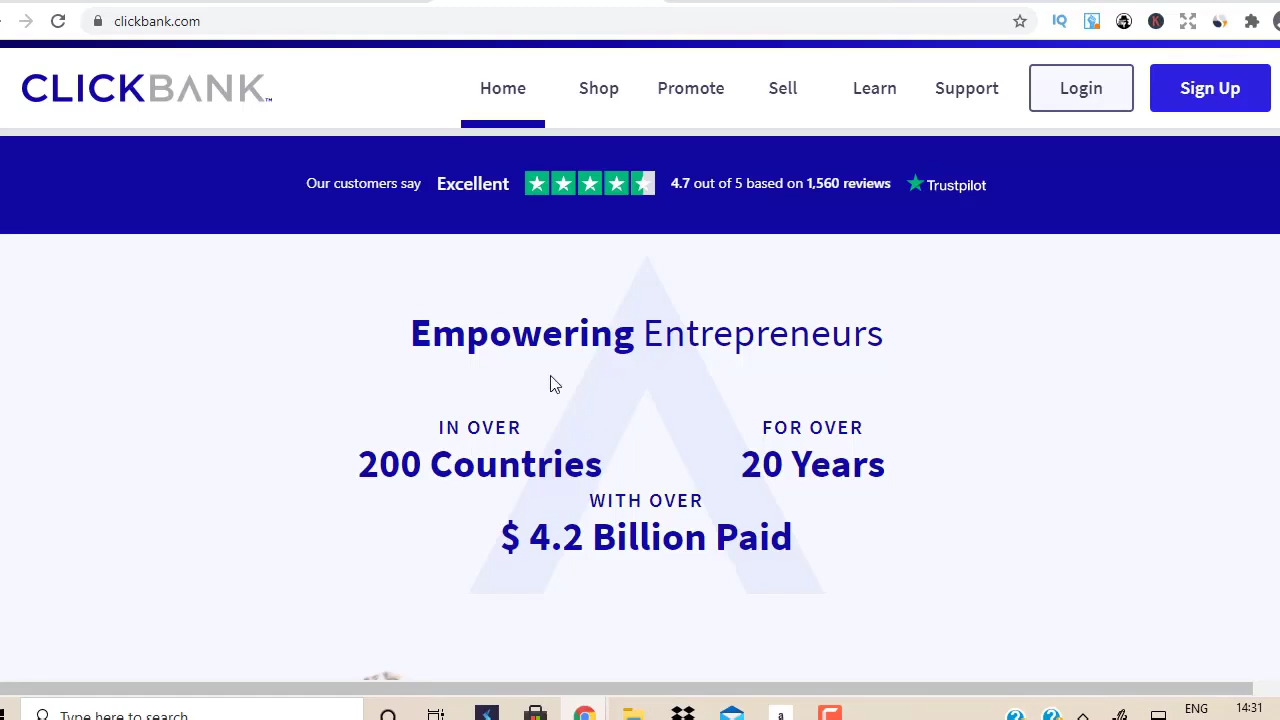 clickbank.com
IQ
K
CLICKBANK™
Home Shop Promote Sell Learn Support Login Sign Up
Our customers say Excellent 4.7 out of 5 based on 1,560 reviews Trustpilot
Empowering Entrepreneurs
IN OVER
200 Countries
FOR OVER
20 Years
WITH OVER
$ 4.2 Billion Paid
Type here to search
a
ENG
14:31